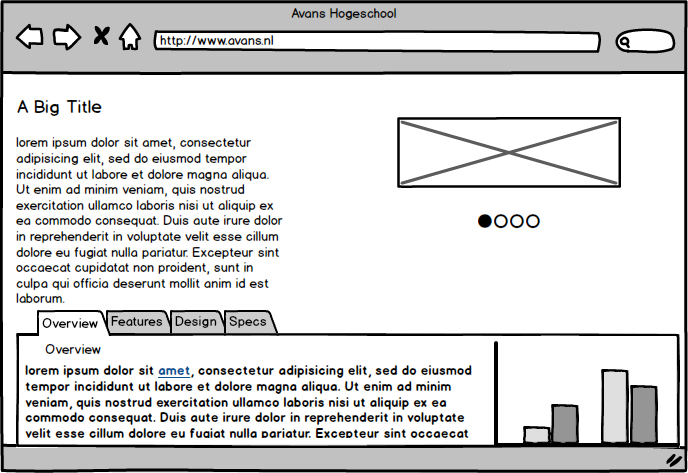 Avans Hogeschool
http://www.avans.nl
A Big Title
lorem ipsum dolor sit amet, consectetur
adipisicing elit, sed do eiusmod tempor
incididunt ut labore et dolore magna aliqua.
Ut enim ad minim veniam, quis nostrud
exercitation ullamco laboris nisi ut aliquip ex
ea commodo consequat. Duis aute irure dolor
in reprehenderit in voluptate velit esse cillum
dolore eu fugiat nulla pariatur. Excepteur sint
occaecat cupidatat non proident, sunt in
culpa qui officia deserunt mollit anim id est
laborum.
Overview Features Design Specs
Overview
lorem ipsum dolor sit amet, consectetur adipisicing elit, sed do eiusmod
tempor incididunt ut labore et dolore magna aliqua. Ut enim ad minim
veniam, quis nostrud exercitation ullamco laboris nisi ut aliquip ex ea
commodo consequat. Duis aute irure dolor in reprehenderit in voluptate
velit esse cillum dolore eu fugiat nulla pariatur. Excepteur sint occaecat